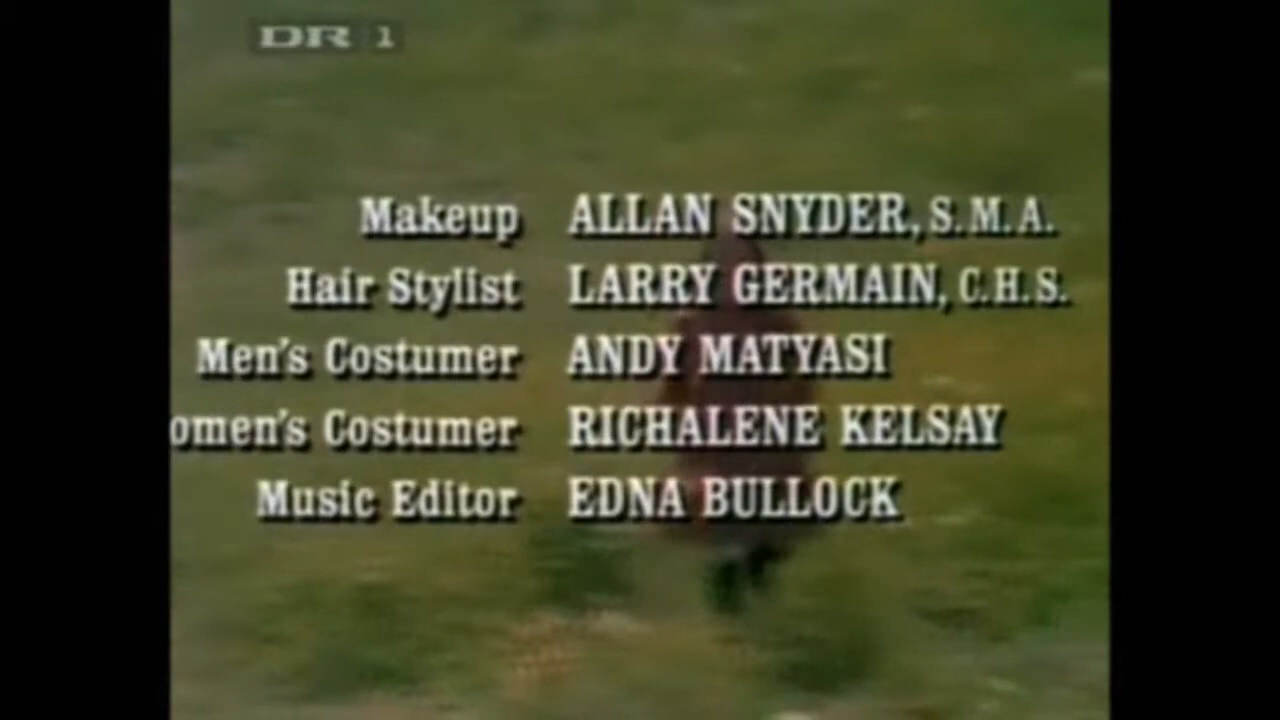 DR 1
Makeup ALLAN SNYDER, S.M.A.
Hair Stylist LARRY GERMAIN, C.H.S.
Men's Costumer ANDY MATYASI
omen's Costumer RICHALENE KELSAY
Music Editor EDNA BULLOCK